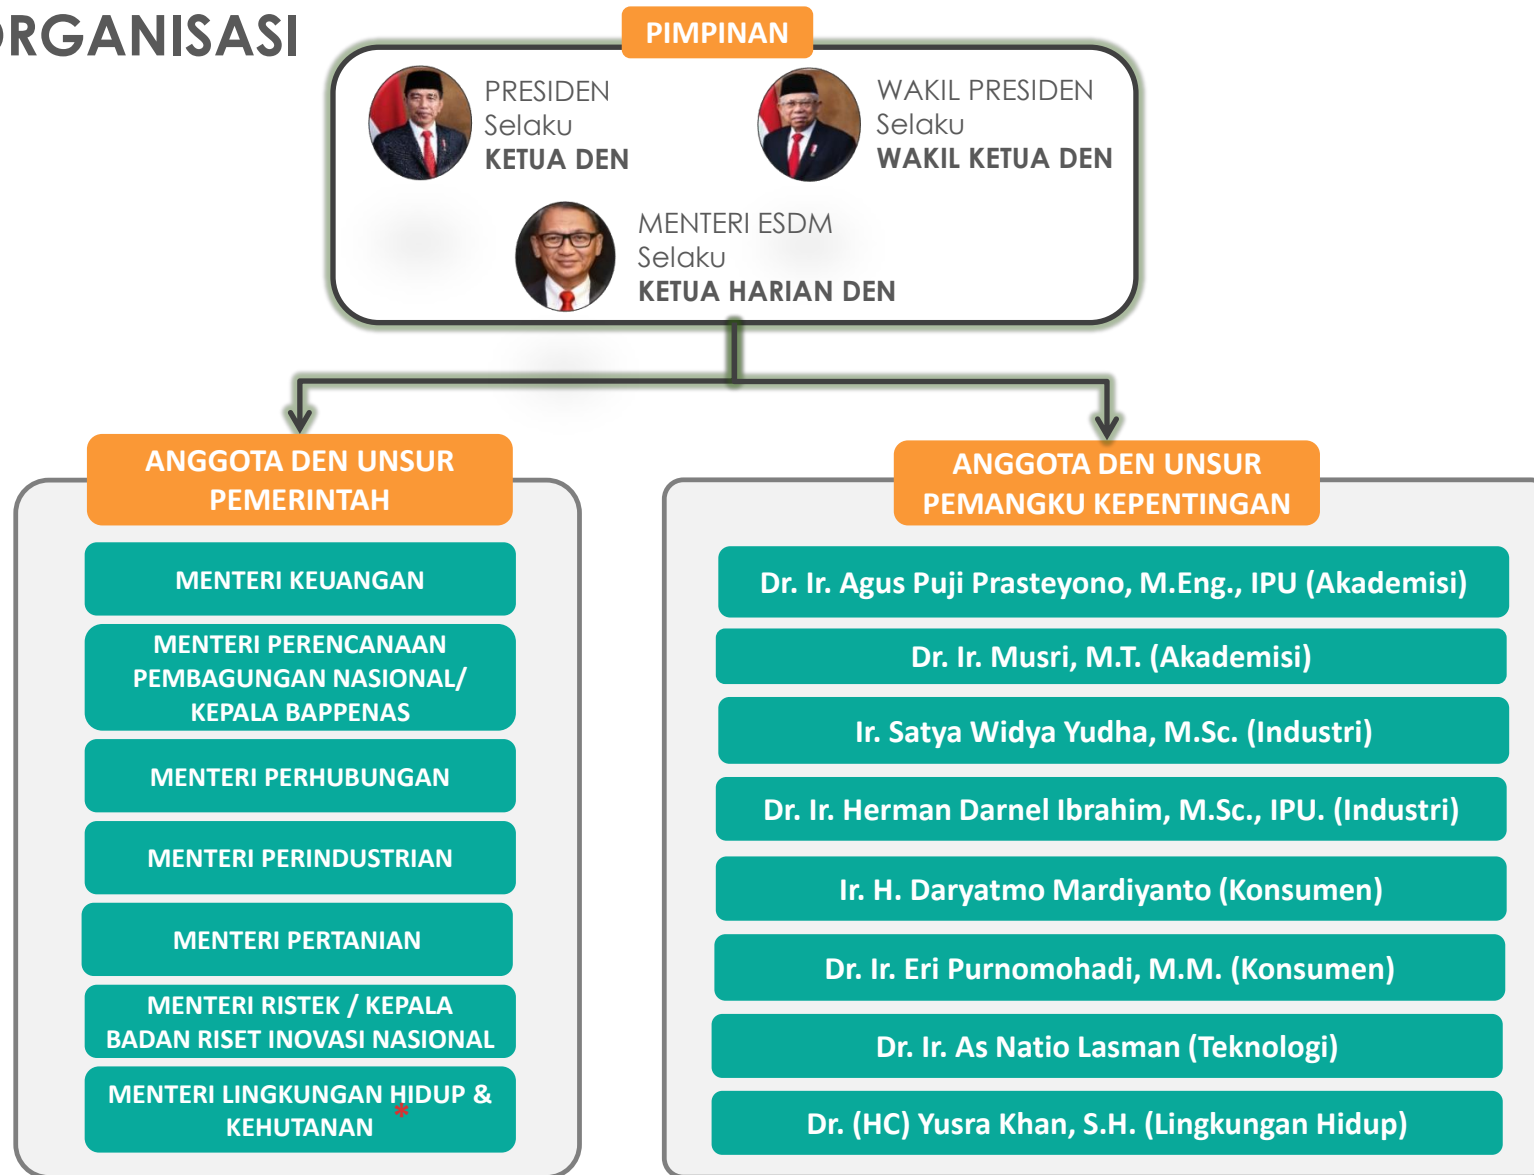 ORGANISASI
PIMPINAN
PRESIDEN
Selaku
KETUA DEN
WAKIL PRESIDEN
Selaku
WAKIL KETUA DEN
MENTERI ESDM
Selaku
KETUA HARIAN DEN
ANGGOTA DEN UNSUR
PEMERINTAH
MENTERI KEUANGAN
MENTERI PERENCANAAN
PEMBAGUNGAN NASIONAL/
KEPALA BAPPENAS
MENTERI PERHUBUNGAN
MENTERI PERINDUSTRIAN
MENTERI PERTANIAN
MENTERI RISTEK / KEPALA
BADAN RISET INOVASI NASIONAL
MENTERI LINGKUNGAN HIDUP &
KEHUTANAN *
ANGGOTA DEN UNSUR
PEMANGKU KEPENTINGAN
Dr. Ir. Agus Puji Prasteyono, M.Eng., IPU (Akademisi)
Dr. Ir. Musri, M.T. (Akademisi)
Ir. Satya Widya Yudha, M.Sc. (Industri)
Dr. Ir. Herman Darnel Ibrahim, M.Sc., IPU. (Industri)
Ir. H. Daryatmo Mardiyanto (Konsumen)
Dr. Ir. Eri Purnomohadi, M.M. (Konsumen)
Dr. Ir. As Natio Lasman (Teknologi)
Dr. (HC) Yusra Khan, S.H. (Lingkungan Hidup)